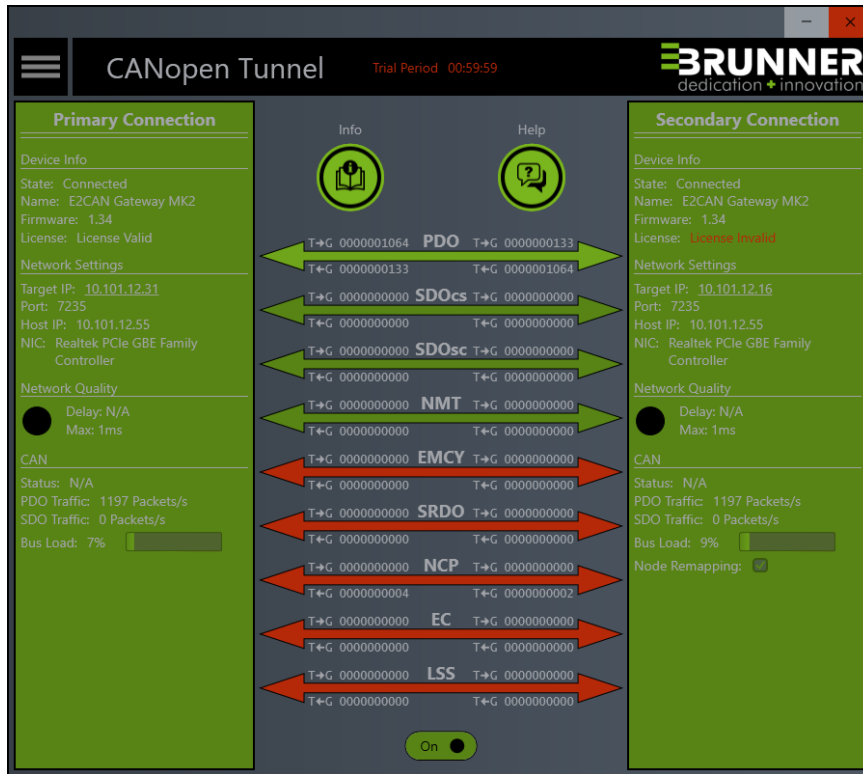 CANopen Tunnel
Trial Period 00:59:59
BRUNNER
dedication + innovation
Primary Connection
Device Info
State: Connected
Name: E2CAN Gateway MK2
Firmware: 1.34
License: License Valid
Network Settings
Target IP: 10.101.12.31
Port: 7235
Host IP: 10.101.12.55
NIC: Realtek PCIe GBE Family
Controller
Network Quality
Delay: N/A
Max: 1ms
CAN
Status: N/A
PDO Traffic: 1197 Packets/s
SDO Traffic: 0 Packets/s
Bus Load: 7%
Info Help
T➔G 0000001064 PDO T➔G 0000000133
T←G 0000000133 T←G 0000001064
T➔G 0000000000 SDOcs T➔G 0000000000
T←G 0000000000 T←G 0000000000
T➔G 0000000000 SDOsc T➔G 0000000000
T←G 0000000000 T←G 0000000000
T➔G 0000000000 NMT T➔G 0000000000
T←G 0000000000 T←G 0000000000
T➔G 0000000000 EMCY T➔G 0000000000
T←G 0000000000 T←G 0000000000
T➔G 0000000000 SRDO T➔G 0000000000
T←G 0000000000 T←G 0000000000
T➔G 0000000000 NCP T➔G 0000000000
T←G 0000000004 T←G 0000000002
T➔G 0000000000 EC T➔G 0000000000
T←G 0000000000 T←G 0000000000
T➔G 0000000000 LSS T➔G 0000000000
T←G 0000000000 T←G 0000000000
On
Secondary Connection
Device Info
State: Connected
Name: E2CAN Gateway MK2
Firmware: 1.34
License: License Invalid
Network Settings
Target IP: 10.101.12.16
Port: 7235
Host IP: 10.101.12.55
NIC: Realtek PCIe GBE Family
Controller
Network Quality
Delay: N/A
Max: 1ms
CAN
Status: N/A
PDO Traffic: 1197 Packets/s
SDO Traffic: 0 Packets/s
Bus Load: 9%
Node Remapping: